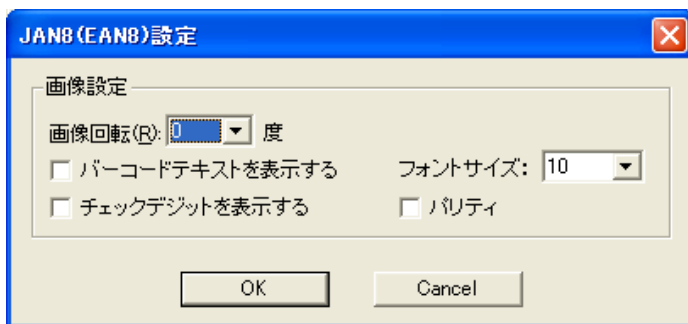 JAN8(EAN8)設定
画像設定
画像回転(R): 0 度
バーコードテキストを表示する フォントサイズ: 10
チェックデジットを表示する パリティ
OK Cancel